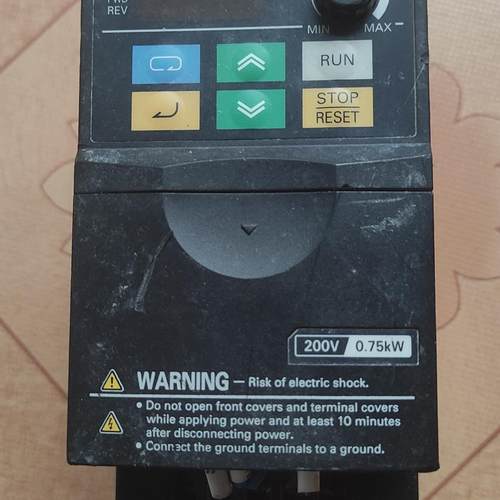 REV
MIN MAX
RUN
STOP
RESET
200V 0.75kW
WARNING – Risk of electric shock.
• Do not open front covers and terminal covers
while applying power and at least 10 minutes
after disconnecting power.
• Connect the ground terminals to a ground.